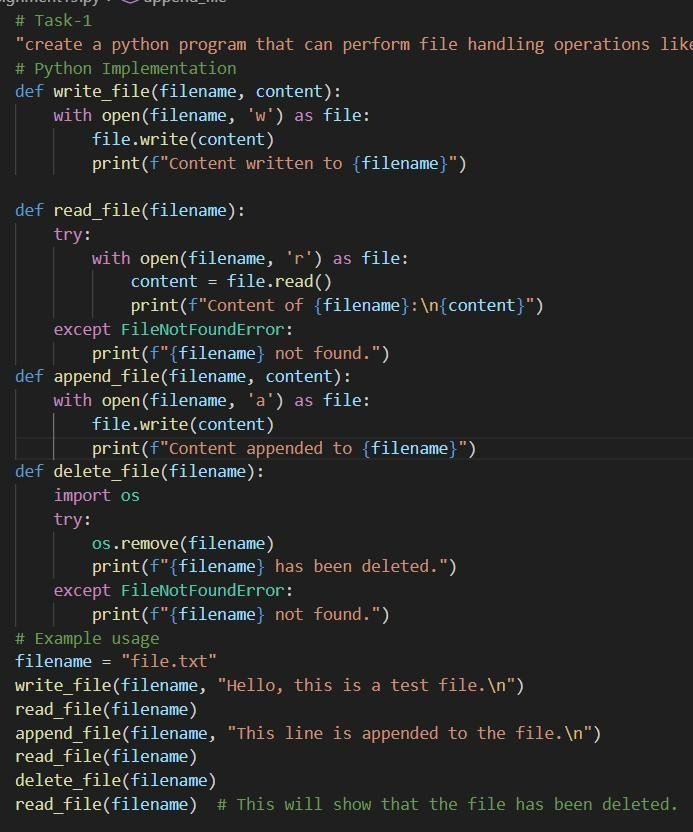 # Task-1
"create a python program that can perform file handling operations like
# Python Implementation
def write_file(filename, content):
    with open(filename, 'w') as file:
        file.write(content)
        print(f"Content written to {filename}")

def read_file(filename):
    try:
        with open(filename, 'r') as file:
            content = file.read()
            print(f"Content of {filename}:\n{content}")
    except FileNotFoundError:
        print(f"{filename} not found.")
def append_file(filename, content):
    with open(filename, 'a') as file:
        file.write(content)
        print(f"Content appended to {filename}")
def delete_file(filename):
    import os
    try:
        os.remove(filename)
        print(f"{filename} has been deleted.")
    except FileNotFoundError:
        print(f"{filename} not found.")
# Example usage
filename = "file.txt"
write_file(filename, "Hello, this is a test file.\n")
read_file(filename)
append_file(filename, "This line is appended to the file.\n")
read_file(filename)
delete_file(filename)
read_file(filename)  # This will show that the file has been deleted.